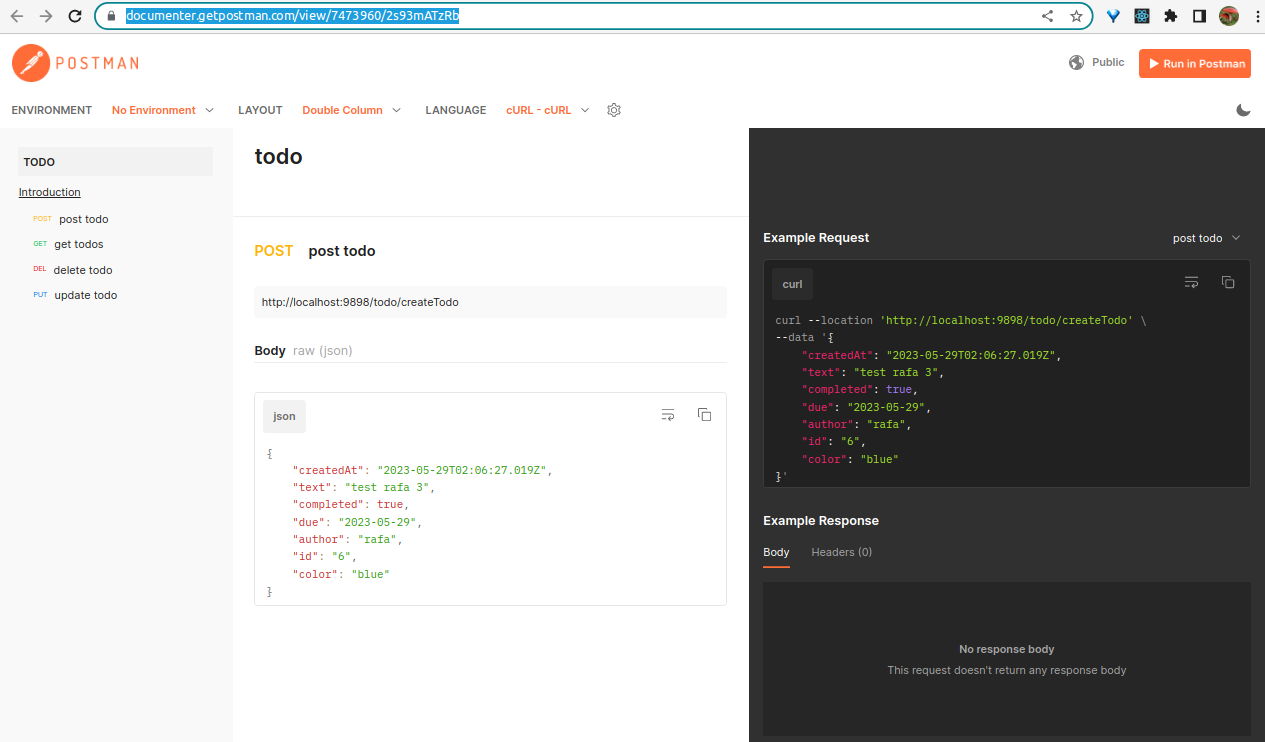 documenter.getpostman.com/view/7473960/2s93mATzRb
POSTMAN
Public
Run in Postman
ENVIRONMENT No Environment LAYOUT Double Column LANGUAGE cURL - cURL
TODO
Introduction
POST post todo
GET get todos
DEL delete todo
PUT update todo
todo
POST post todo
http://localhost:9898/todo/createTodo
Body raw (json)
json
{
    "createdAt": "2023-05-29T02:06:27.019Z",
    "text": "test rafa 3",
    "completed": true,
    "due": "2023-05-29",
    "author": "rafa",
    "id": "6",
    "color": "blue"
}
Example Request
post todo
curl
curl --location 'http://localhost:9898/todo/createTodo' \
--data '{
    "createdAt": "2023-05-29T02:06:27.019Z",
    "text": "test rafa 3",
    "completed": true,
    "due": "2023-05-29",
    "author": "rafa",
    "id": "6",
    "color": "blue"
}'
Example Response
Body Headers (0)
No response body
This request doesn't return any response body